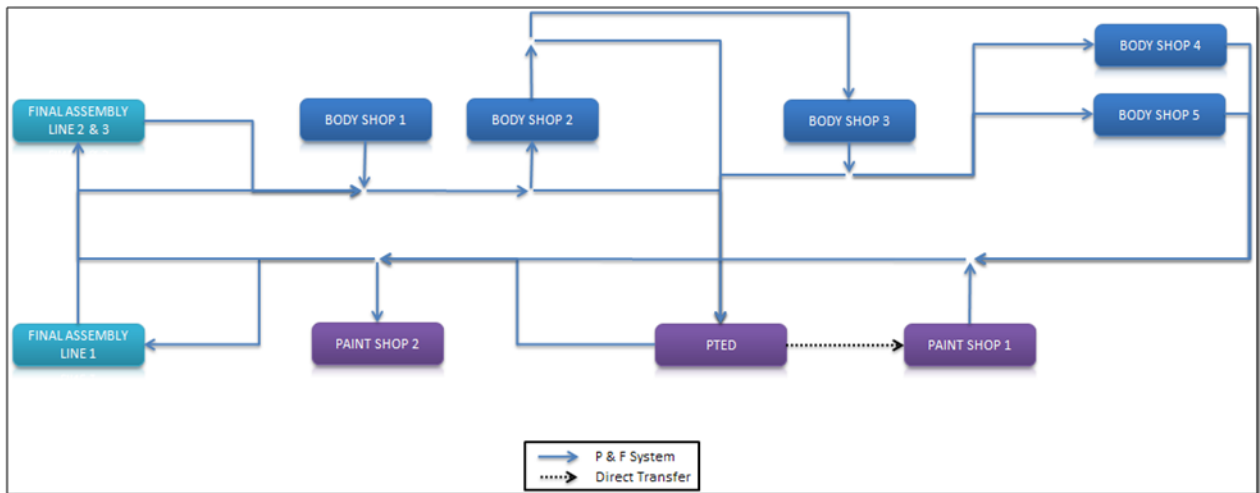 BODY SHOP 4
FINAL ASSEMBLY
LINE 2 & 3
BODY SHOP 1
BODY SHOP 2
BODY SHOP 3
BODY SHOP 5
FINAL ASSEMBLY
LINE 1
PAINT SHOP 2
PTED
PAINT SHOP 1
P & F System
Direct Transfer